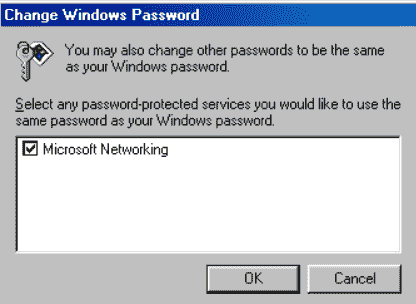 Change Windows Password
You may also change other passwords to be the same
as your Windows password.
Select any password-protected services you would like to use the
same password as your Windows password.
Microsoft Networking
OK
Cancel